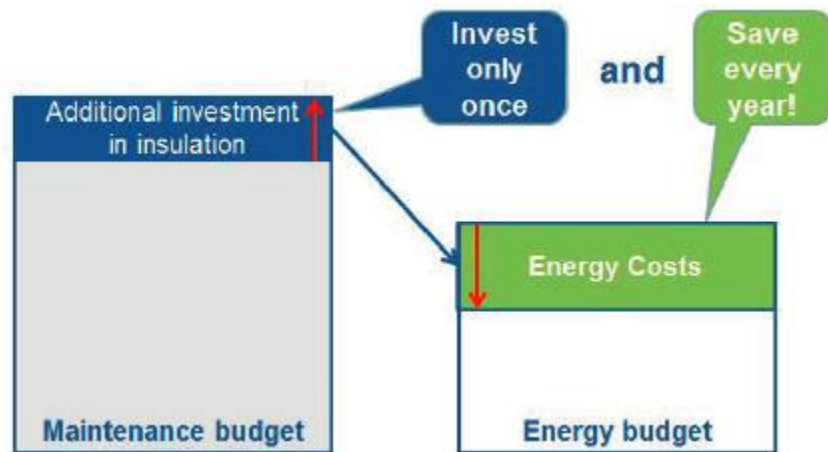 Invest
only
once
and
Save
every
year!
Additional investment
in insulation
Energy Costs
Maintenance budget
Energy budget